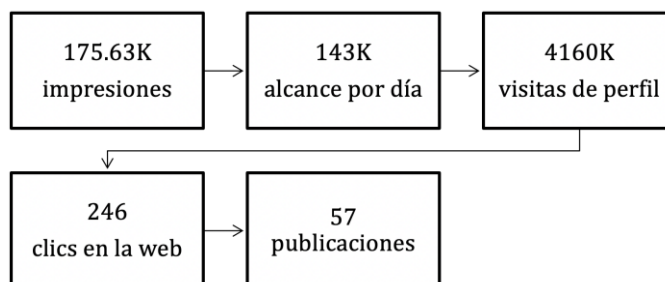 175.63K
impresiones
143K
alcance por día
4160K
visitas de perfil
246
clics en la web
57
publicaciones